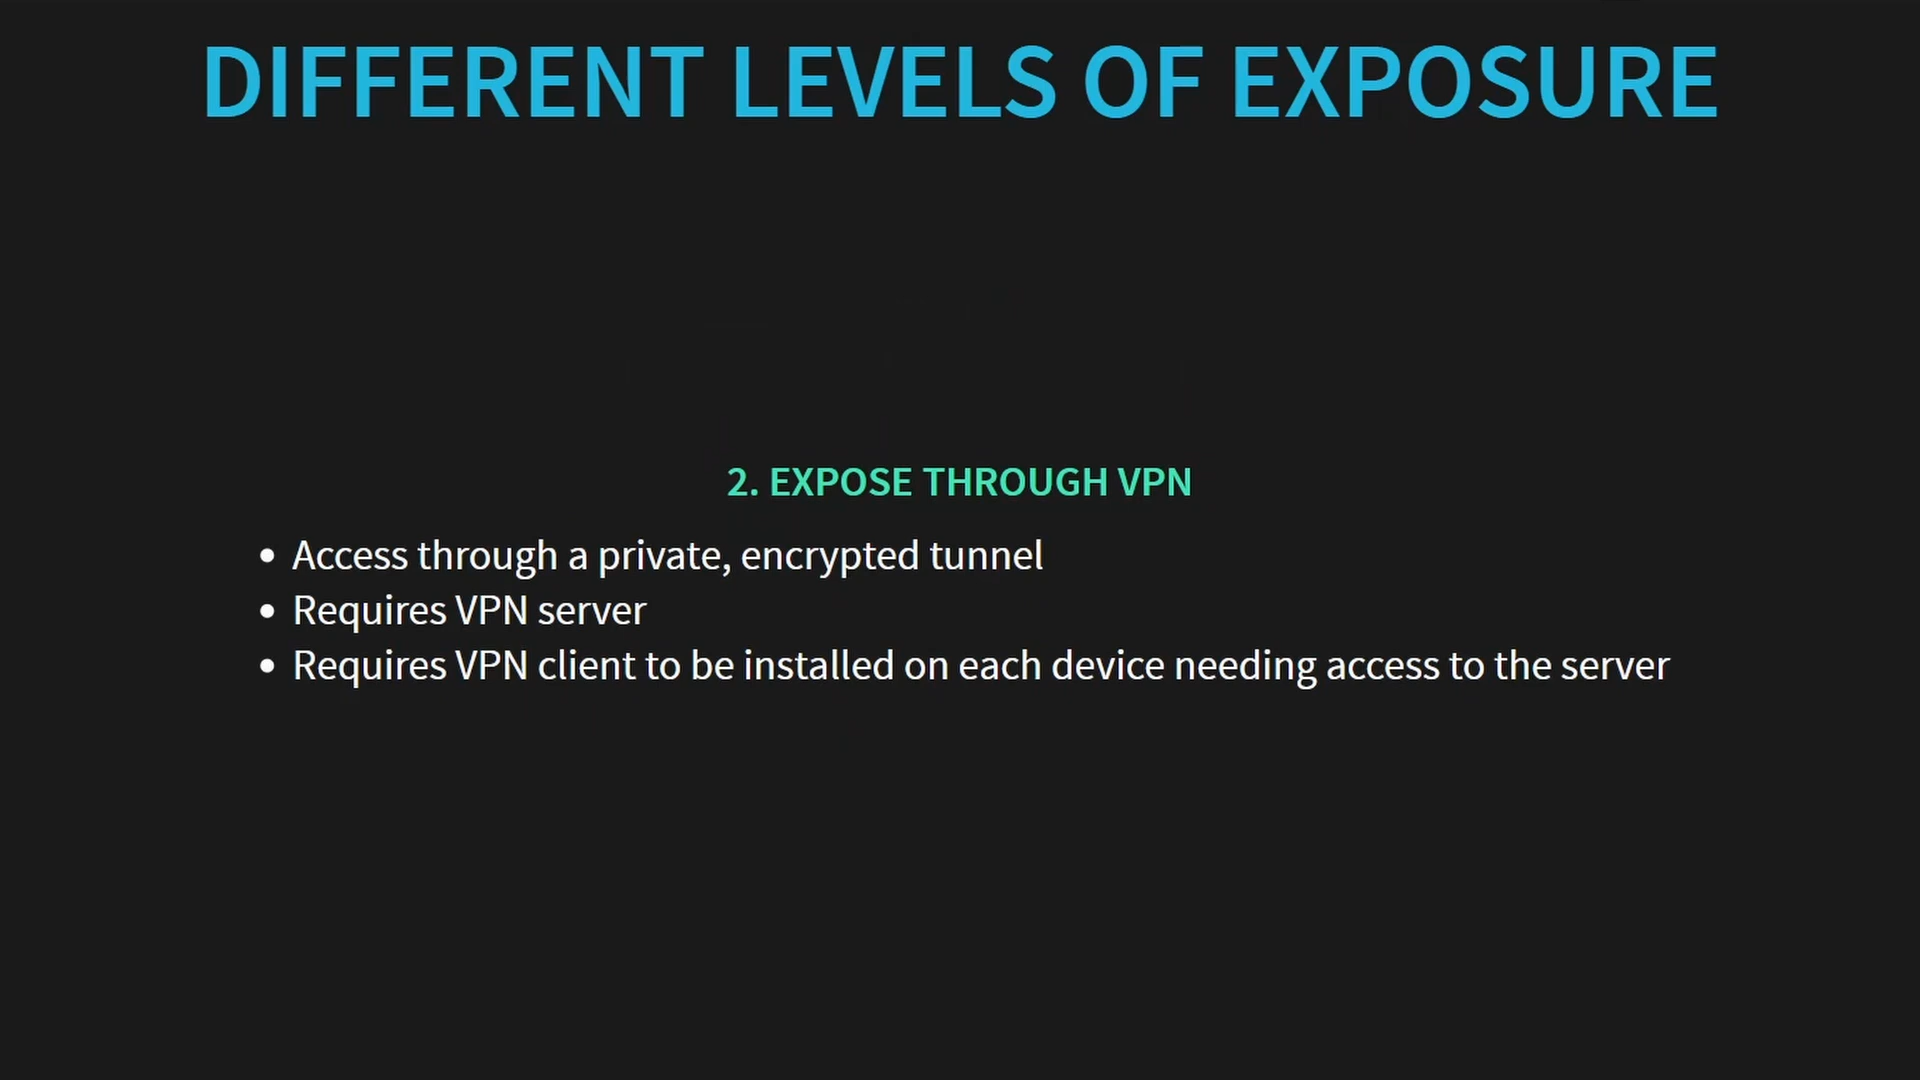 DIFFERENT LEVELS OF EXPOSURE
2. EXPOSE THROUGH VPN
• Access through a private, encrypted tunnel
• Requires VPN server
• Requires VPN client to be installed on each device needing access to the server